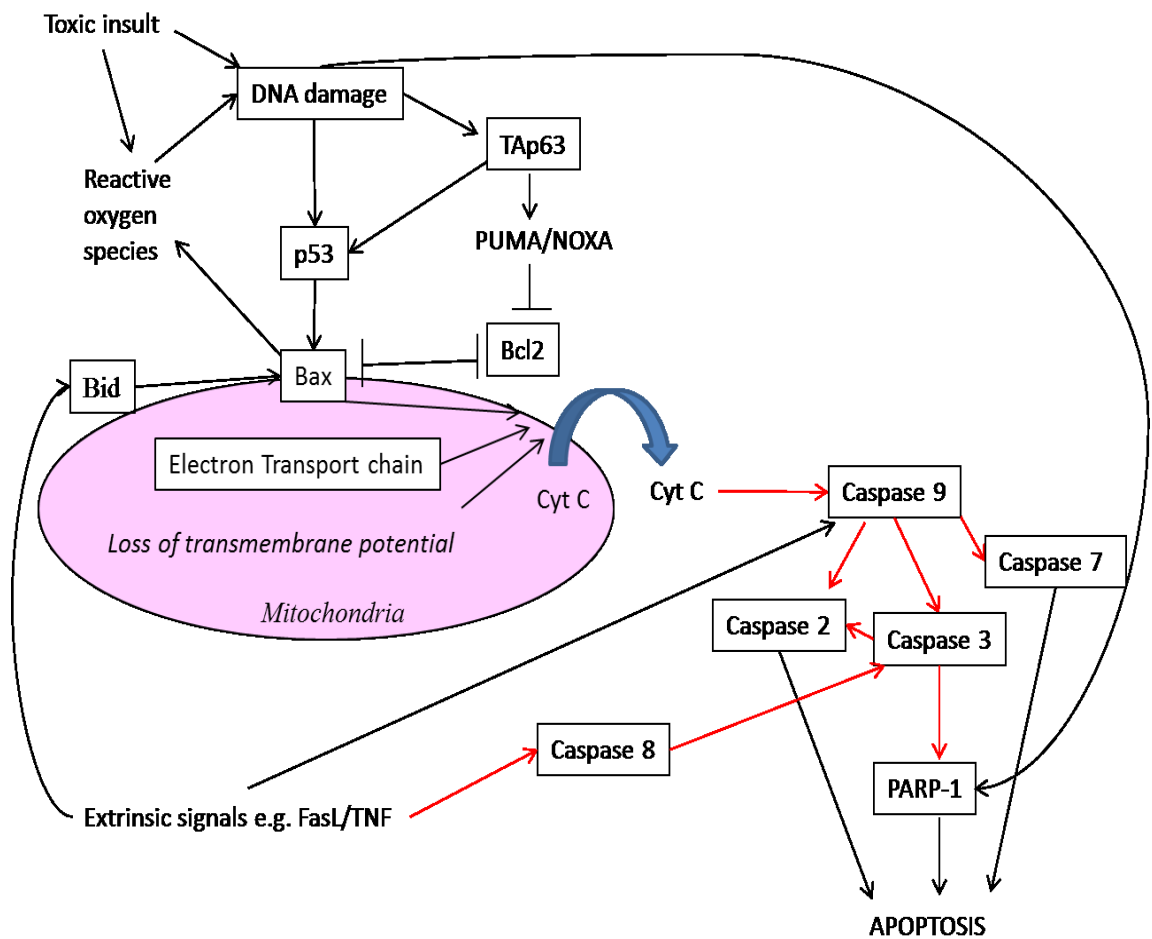 Toxic insult
DNA damage
TAp63
Reactive
oxygen
species
PUMA/NOXA
p53
Bcl2
Bid
Bax
Electron Transport chain
Cyt C
Cyt C
Caspase 9
Loss of transmembrane potential
Caspase 7
Mitochondria
Caspase 2
Caspase 3
Caspase 8
PARP-1
Extrinsic signals e.g. FasL/TNF
APOPTOSIS